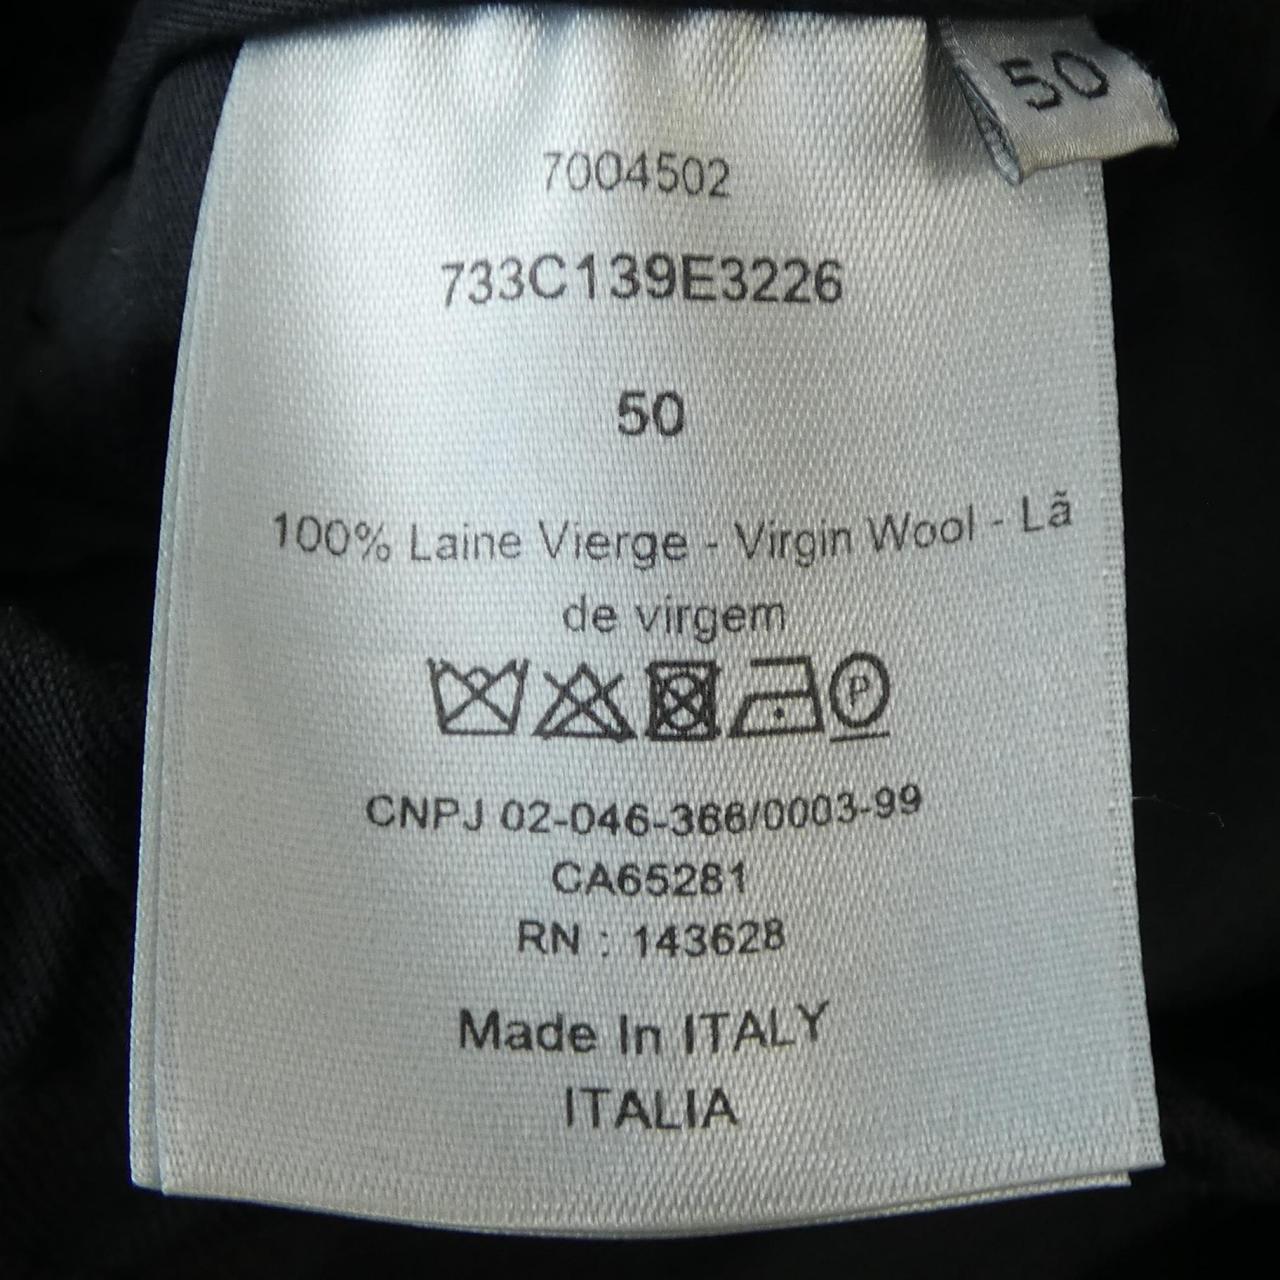 50
7004502
733C139E3226
50
100% Laine Vierge - Virgin Wool - Lã
de virgem
P
CNPJ 02-046-366/0003-99
CA65281
RN : 143628
Made In ITALY
ITALIA